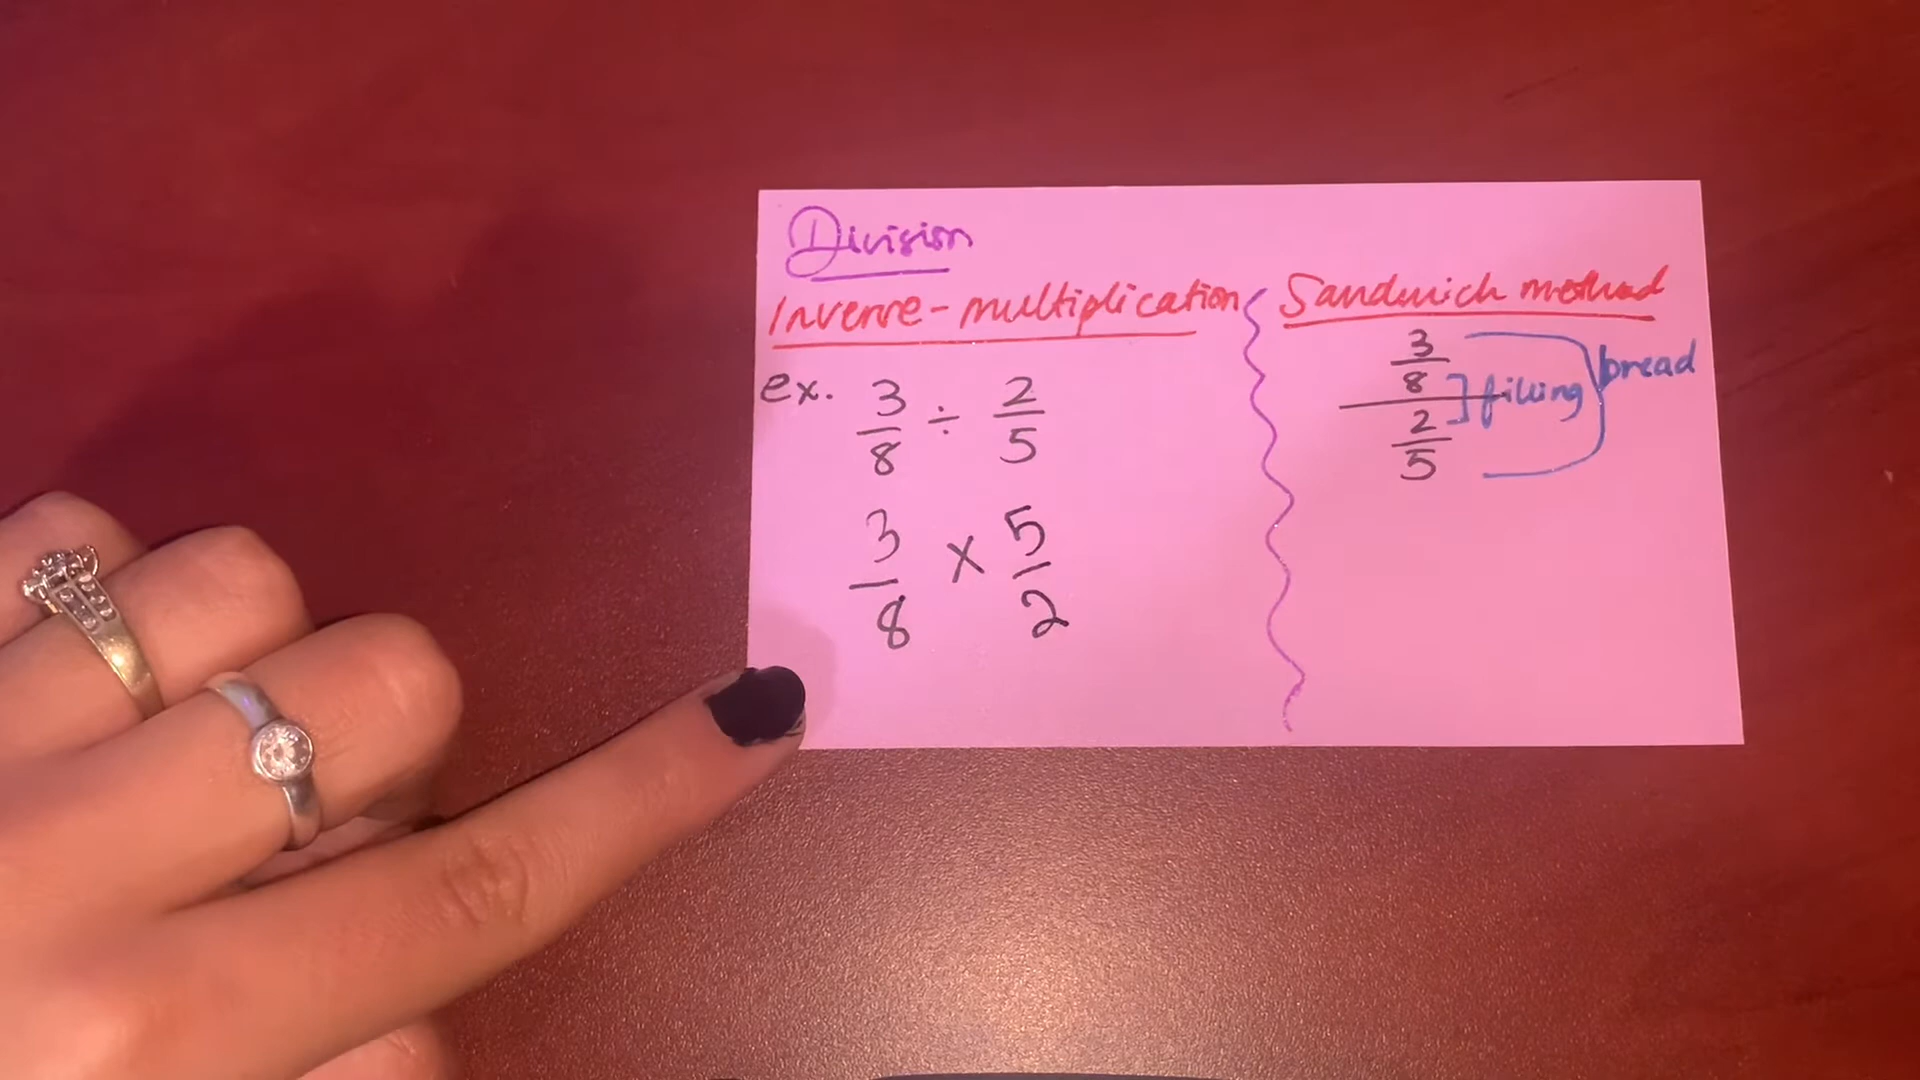 Division
Inverse-multiplication
ex. 3/8 ÷ 2/5
3/8 x 5/2
Sandwich method
3/8
2/5
filling
bread